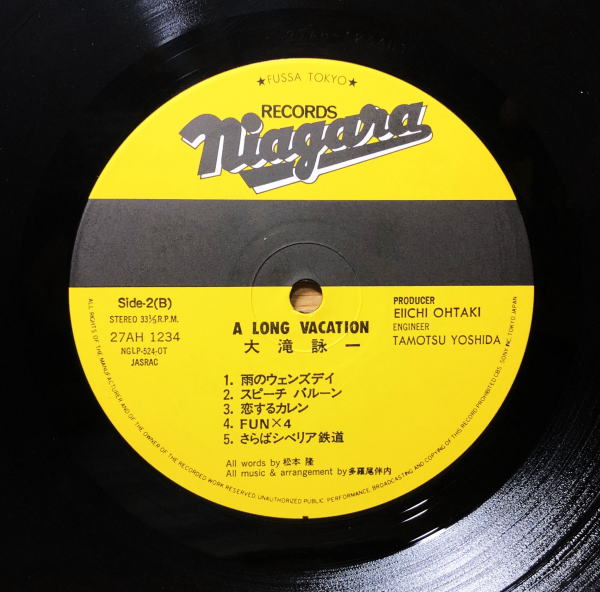 ★FUSSA TOKYO★
RECORDS
Niagara
Side-2(B)
STEREO 33⅓R.P.M.
27AH 1234
NGLP-524-OT
JASRAC
PRODUCER
EIICHI OHTAKI
ENGINEER
TAMOTSU YOSHIDA
A LONG VACATION
大滝詠一
1. 雨のウェンズデイ
2. スピーチ バルーン
3. 恋するカレン
4. FUN×4
5. さらばシベリア鉄道
All words by 松本 隆
All music & arrangement by 多羅尾伴内
ALL RIGHTS OF THE MANUFACTURER AND OF THE OWNER OF THE RECORDED WORK RESERVED. UNAUTHORIZED PUBLIC PERFORMANCE, BROADCASTING AND COPYING OF THIS RECORD PROHIBITED CBS SONY INC. TOKYO JAPAN